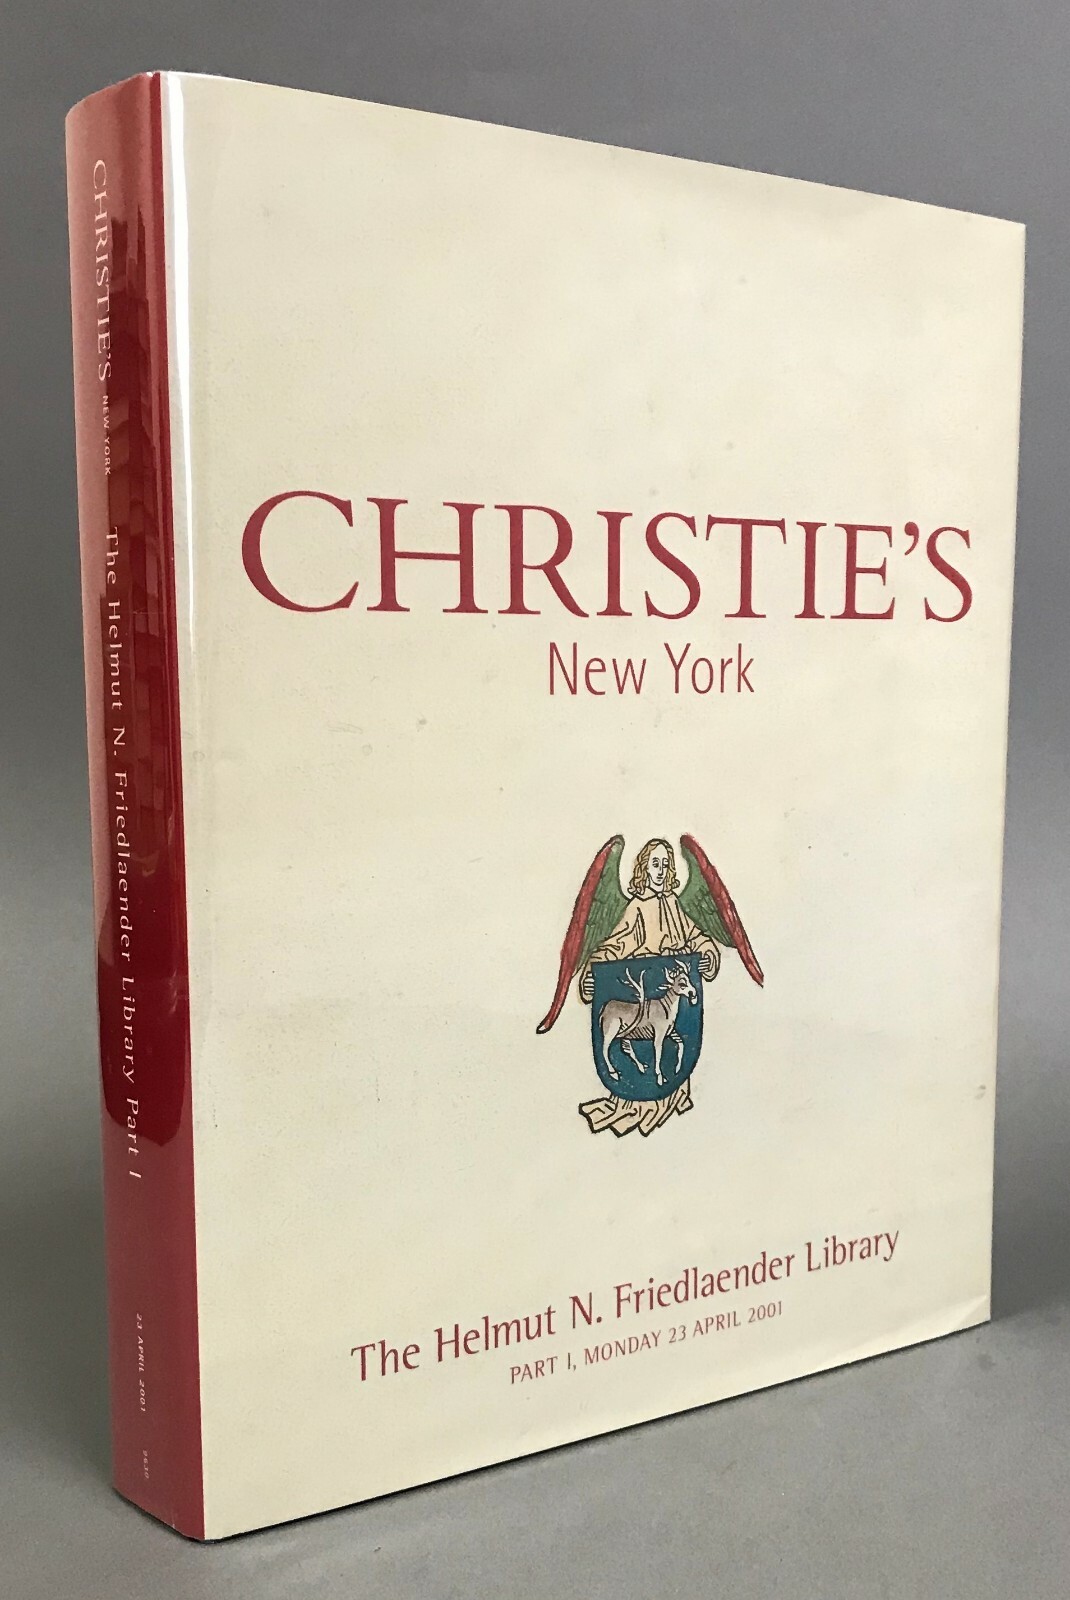 CHRISTIE'S NEW YORK The Helmut N. Friedlaender Library Part I 23 APRIL 2001 9630
CHRISTIE'S
New York
The Helmut N. Friedlaender Library
PART I, MONDAY 23 APRIL 2001